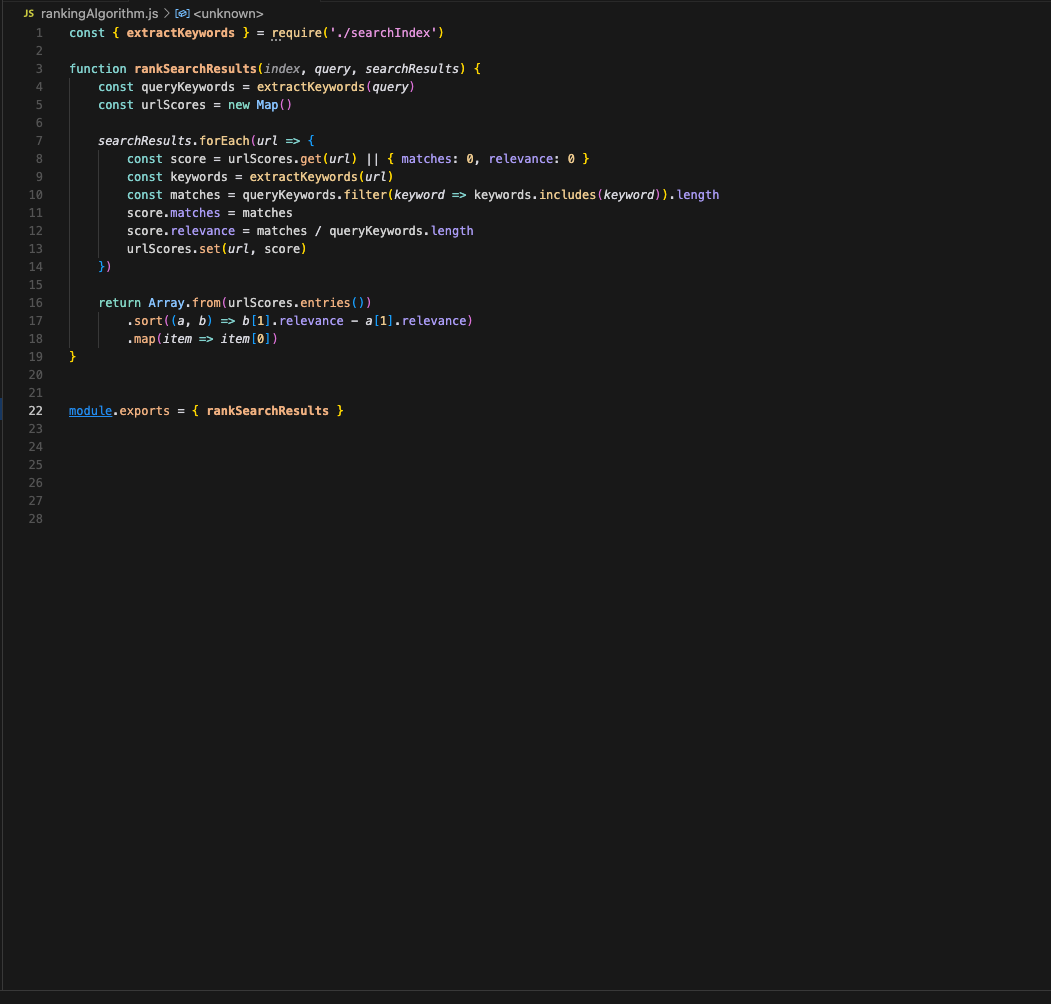 JS rankingAlgorithm.js > <unknown>
1 const { extractKeywords } = require('./searchIndex')
2
3 function rankSearchResults(index, query, searchResults) {
4 const queryKeywords = extractKeywords(query)
5 const urlScores = new Map()
6
7 searchResults.forEach(url => {
8 const score = urlScores.get(url) || { matches: 0, relevance: 0 }
9 const keywords = extractKeywords(url)
10 const matches = queryKeywords.filter(keyword => keywords.includes(keyword)).length
11 score.matches = matches
12 score.relevance = matches / queryKeywords.length
13 urlScores.set(url, score)
14 })
15
16 return Array.from(urlScores.entries())
17 .sort((a, b) => b[1].relevance - a[1].relevance)
18 .map(item => item[0])
19 }
20
21
22 module.exports = { rankSearchResults }
23
24
25
26
27
28